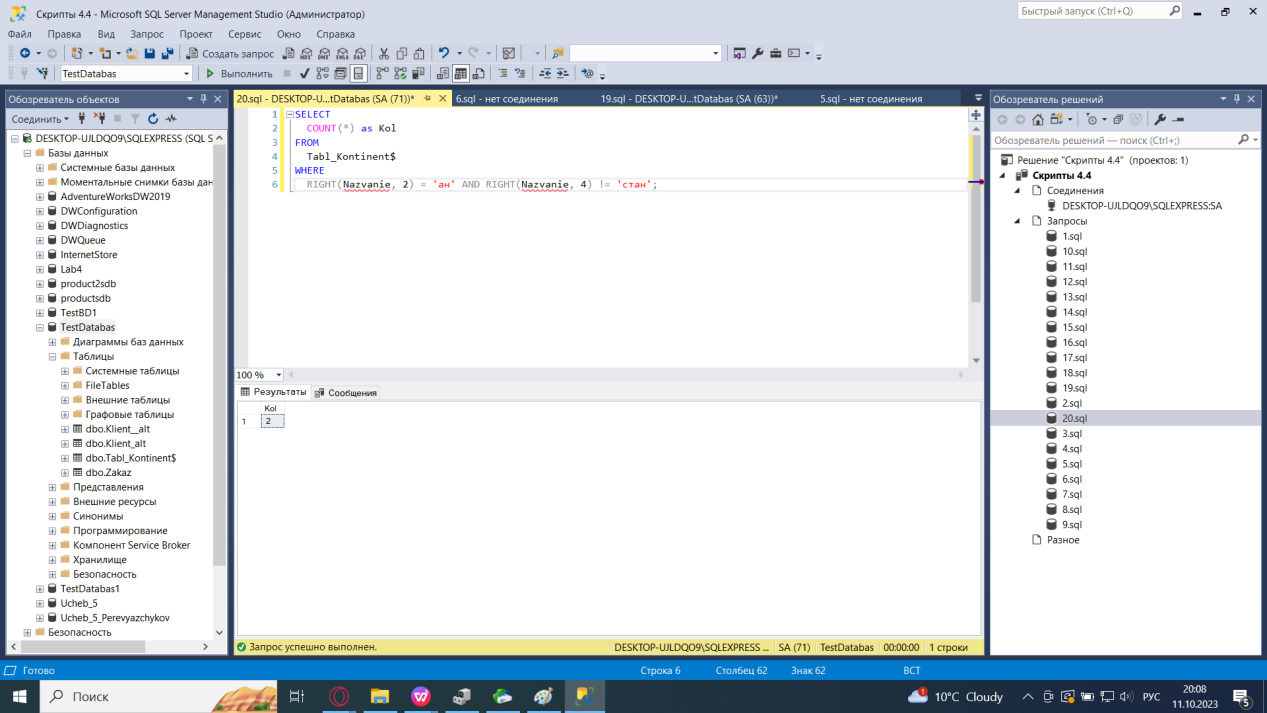 Скрипты 4.4 - Microsoft SQL Server Management Studio (Администратор)
Быстрый запуск (Ctrl+Q)
Файл Правка Вид Запрос Проект Сервис Окно Справка
Создать запрос
TestDatabas
Выполнить
Обозреватель объектов
Соединить
DESKTOP-UJLDQO9\SQLEXPRESS (SQL S
Базы данных
Системные базы данных
Моментальные снимки базы дан
AdventureWorksDW2019
DWConfiguration
DWDiagnostics
DWQueue
InternetStore
Lab4
product2sdb
productsdb
TestBD1
TestDatabas
Диаграммы баз данных
Таблицы
Системные таблицы
FileTables
Внешние таблицы
Графовые таблицы
dbo.Klient__alt
dbo.Klient_alt
dbo.Tabl_Kontinent$
dbo.Zakaz
Представления
Внешние ресурсы
Синонимы
Программирование
Компонент Service Broker
Хранилище
Безопасность
TestDatabas1
Ucheb_5
Ucheb_5_Perevyazchykov
Безопасность
20.sql - DESKTOP-U...tDatabas (SA (71))* 6.sql - нет соединения 19.sql - DESKTOP-U...tDatabas (SA (63))* 5.sql - нет соединения
1 SELECT
2 COUNT(*) as Kol
3 FROM
4 Tabl_Kontinent$
5 WHERE
6 RIGHT(Nazvanie, 2) = 'ан' AND RIGHT(Nazvanie, 4) != 'стан';
100 %
Результаты Сообщения
Kol
1 2
Запрос успешно выполнен. DESKTOP-UJLDQO9\SQLEXPRESS ... SA (71) TestDatabas 00:00:00 1 строки
Обозреватель решений
Обозреватель решений — поиск (Ctrl+;)
Решение "Скрипты 4.4" (проектов: 1)
Скрипты 4.4
Соединения
DESKTOP-UJLDQO9\SQLEXPRESS:SA
Запросы
1.sql
10.sql
11.sql
12.sql
13.sql
14.sql
15.sql
16.sql
17.sql
18.sql
19.sql
2.sql
20.sql
3.sql
4.sql
5.sql
6.sql
7.sql
8.sql
9.sql
Разное
Готово Строка 6 Столбец 62 Знак 62 ВСТ
Поиск
1
10°C Cloudy
РУС
20:08
11.10.2023
5